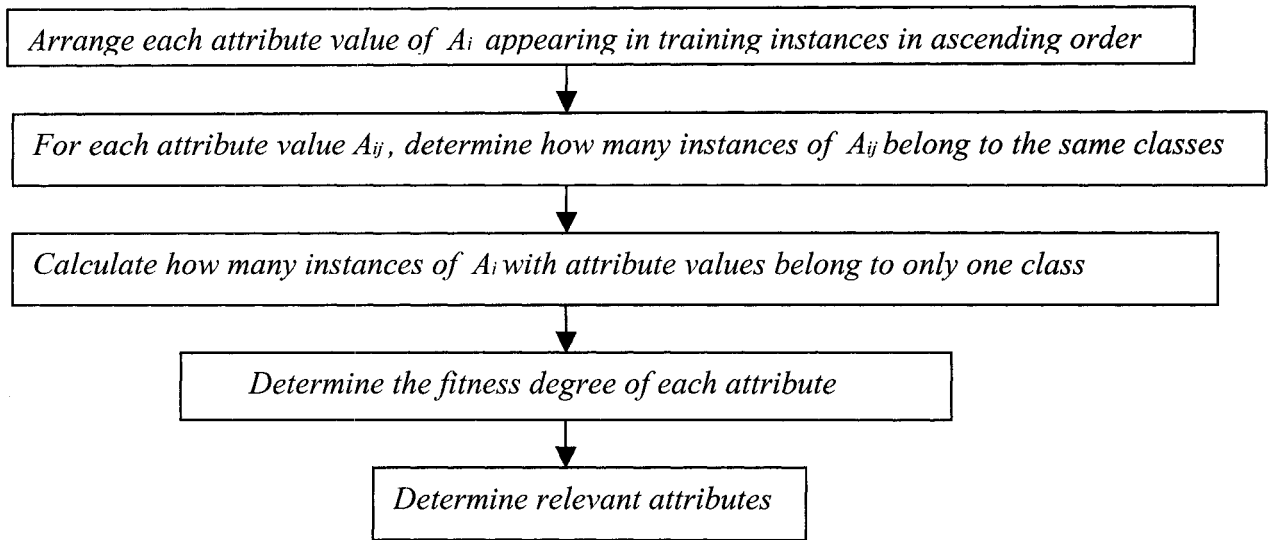 Arrange each attribute value of Ai appearing in training instances in ascending order
For each attribute value Aij, determine how many instances of Aij belong to the same classes
Calculate how many instances of Ai with attribute values belong to only one class
Determine the fitness degree of each attribute
Determine relevant attributes